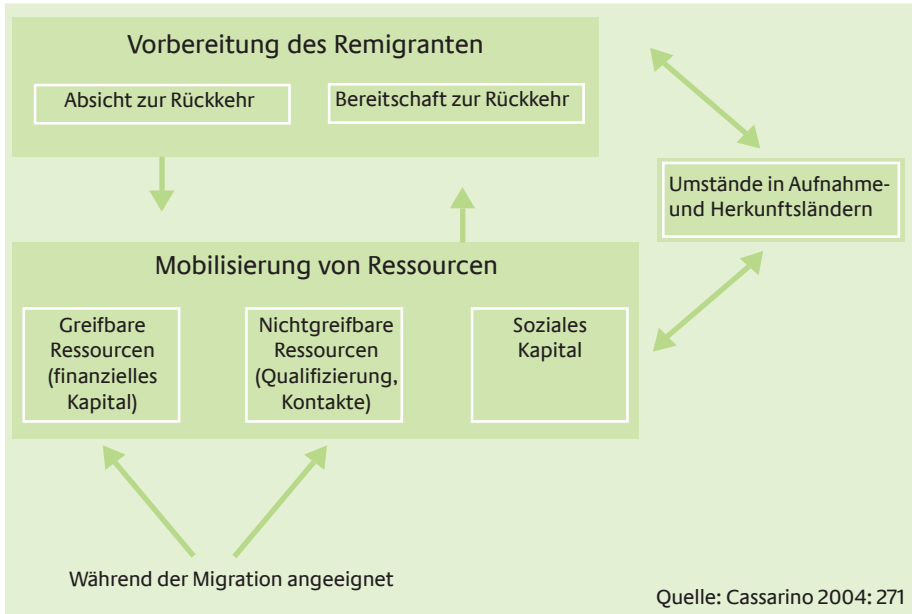 Vorbereitung des Remigranten
Absicht zur Rückkehr
Bereitschaft zur Rückkehr
Umstände in Aufnahme-
und Herkunftsländern
Mobilisierung von Ressourcen
Greifbare
Ressourcen
(finanzielles
Kapital)
Nichtgreifbare
Ressourcen
(Qualifizierung,
Kontakte)
Soziales
Kapital
Während der Migration angeeignet
Quelle: Cassarino 2004: 271